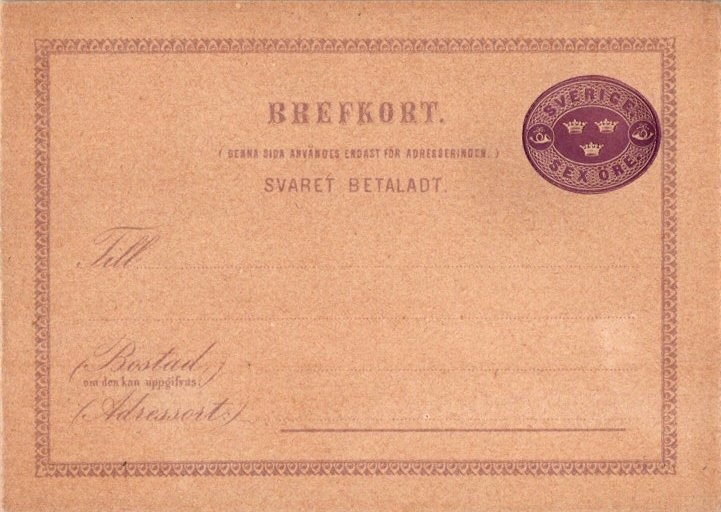 BREFKORT.
SVERIGE
SEX ÖRE
( DENNA SIDA ANVÄNDES ENDAST FÖR ADRESSERINGEN. )
SVARET BETALADT.
Till
(Bostad,)
om den kan uppgifvas.
(Adressort:)